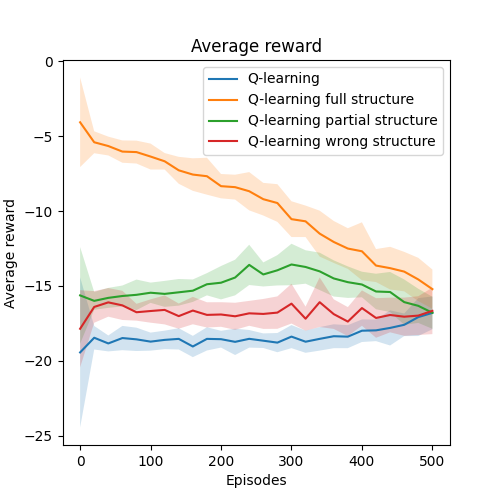 Average reward
Q-learning
Q-learning full structure
Q-learning partial structure
Q-learning wrong structure
Average reward
0
−5
−10
−15
−20
−25
0 100 200 300 400 500
Episodes